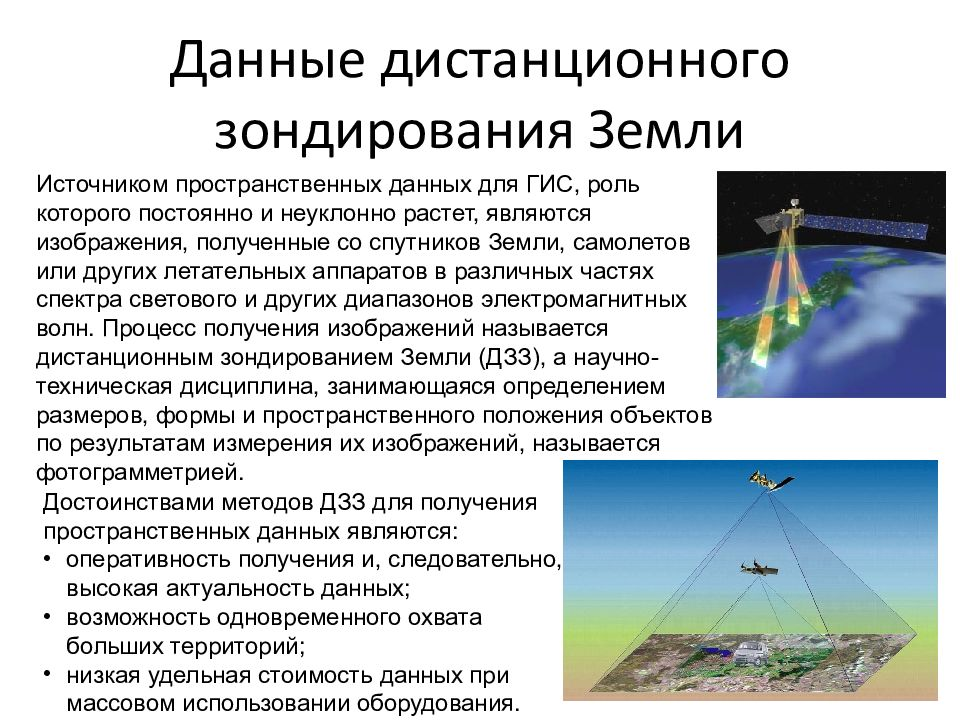 Данные дистанционного
зондирования Земли
Источником пространственных данных для ГИС, роль
которого постоянно и неуклонно растет, являются
изображения, полученные со спутников Земли, самолетов
или других летательных аппаратов в различных частях
спектра светового и других диапазонов электромагнитных
волн. Процесс получения изображений называется
дистанционным зондированием Земли (ДЗЗ), а научно-
техническая дисциплина, занимающаяся определением
размеров, формы и пространственного положения объектов
по результатам измерения их изображений, называется
фотограмметрией.
Достоинствами методов ДЗЗ для получения
пространственных данных являются:
• оперативность получения и, следовательно,
высокая актуальность данных;
• возможность одновременного охвата
больших территорий;
• низкая удельная стоимость данных при
массовом использовании оборудования.